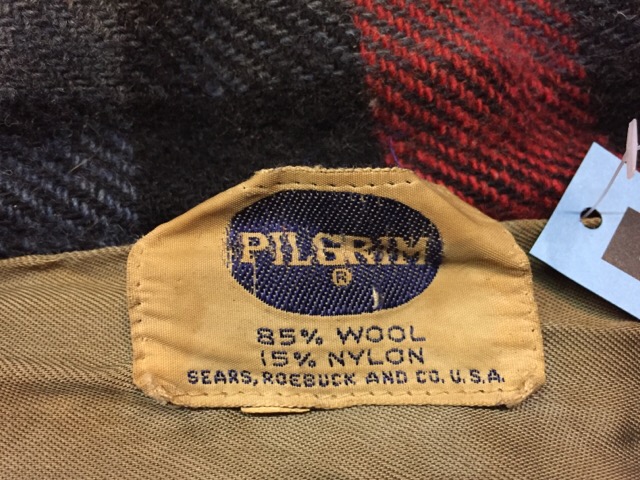 PILGRIM
®
85% WOOL
15% NYLON
SEARS, ROEBUCK AND CO. U.S.A.